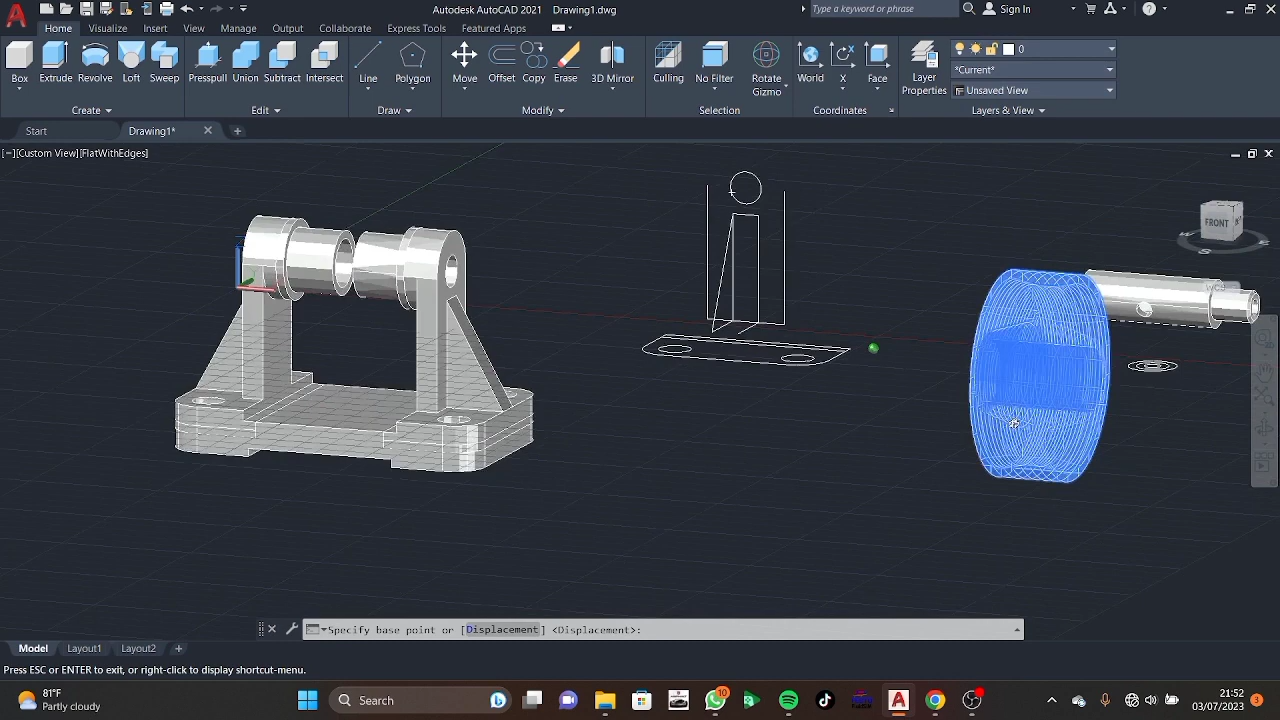 Autodesk AutoCAD 2021 Drawing1.dwg
Type a keyword or phrase
Sign In
Home Visualize Insert View Manage Output Collaborate Express Tools Featured Apps
Box Extrude Revolve Loft Sweep Presspull Union Subtract Intersect Line Polygon Move Offset Copy Erase 3D Mirror Culling No Filter Rotate Gizmo World X Face Layer Properties
0
*Current*
Unsaved View
Create Edit Draw Modify Selection Coordinates Layers & View
Start Drawing1*
[−][Custom View][FlatWithEdges]
FRONT
Specify base point or [Displacement] <Displacement>:
Model Layout1 Layout2
Press ESC or ENTER to exit, or right-click to display shortcut-menu.
81°F
Partly cloudy
Search
10
21:52
03/07/2023
3